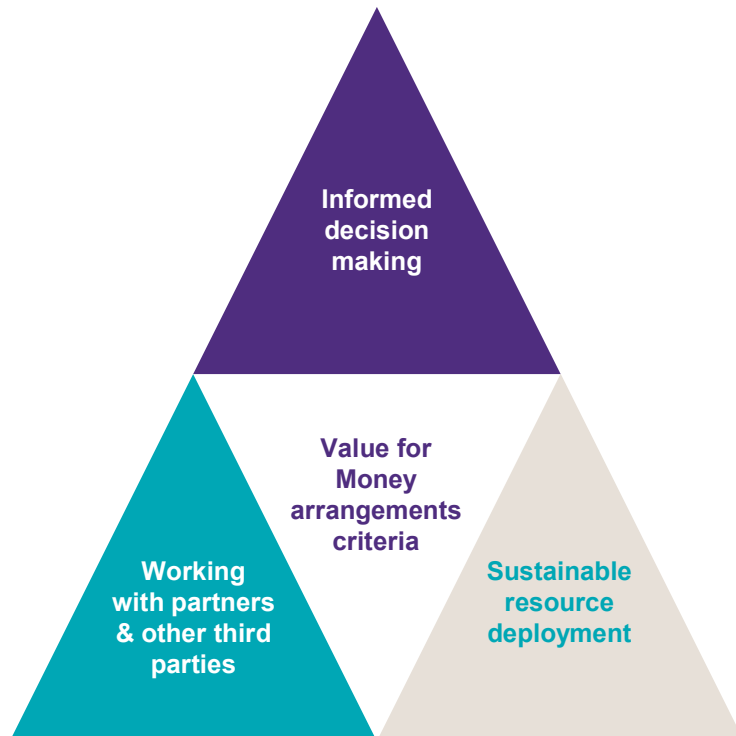 Informed
decision
making
Value for
Money
arrangements
criteria
Working
with partners
& other third
parties
Sustainable
resource
deployment